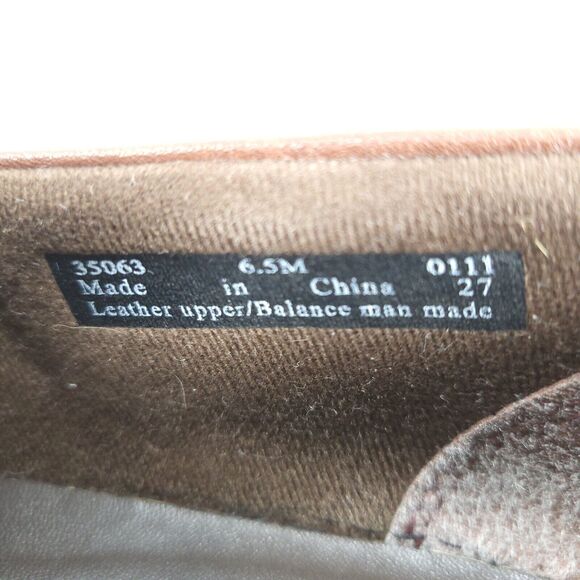 35063 6.5M 0111
Made in China 27
Leather upper/Balance man made